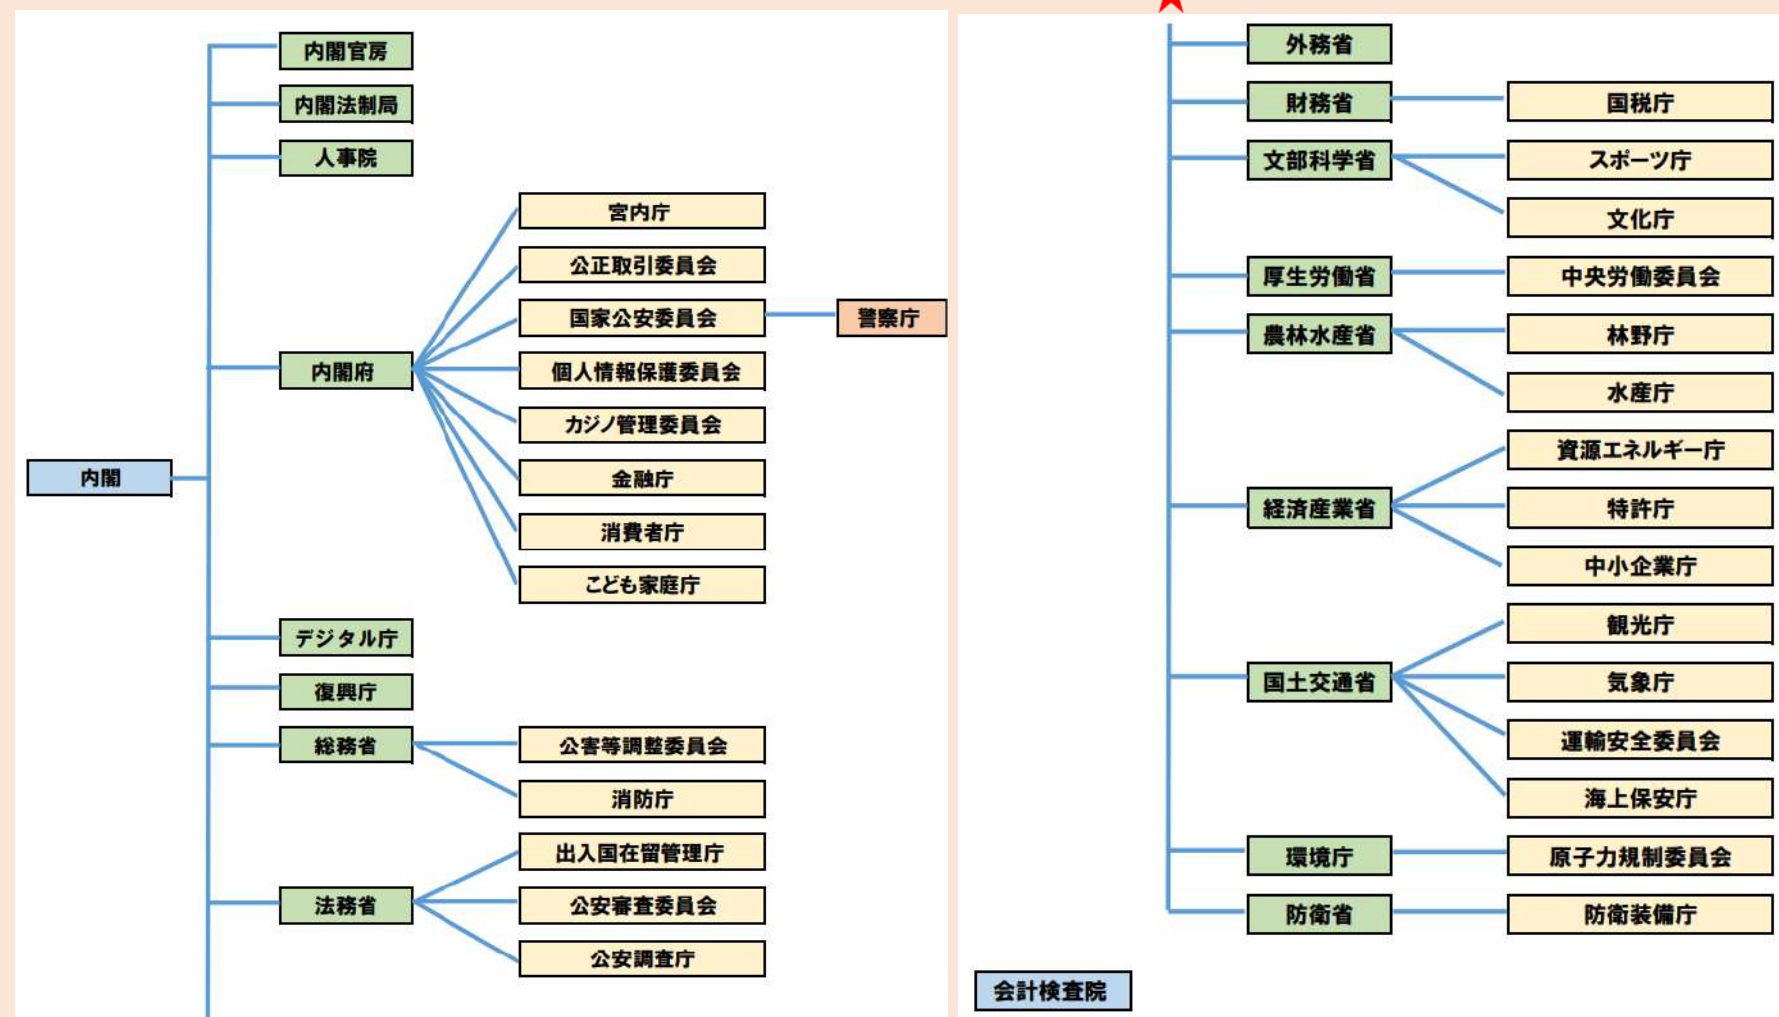 内閣官房
内閣法制局
人事院
宮内庁
公正取引委員会
国家公安委員会
警察庁
内閣府
個人情報保護委員会
カジノ管理委員会
内閣
金融庁
消費者庁
こども家庭庁
デジタル庁
復興庁
総務省
公害等調整委員会
消防庁
出入国在留管理庁
法務省
公安審査委員会
公安調査庁
外務省
財務省
国税庁
文部科学省
スポーツ庁
文化庁
厚生労働省
中央労働委員会
農林水産省
林野庁
水産庁
資源エネルギー庁
経済産業省
特許庁
中小企業庁
観光庁
国土交通省
気象庁
運輸安全委員会
海上保安庁
環境庁
原子力規制委員会
防衛省
防衛装備庁
会計検査院